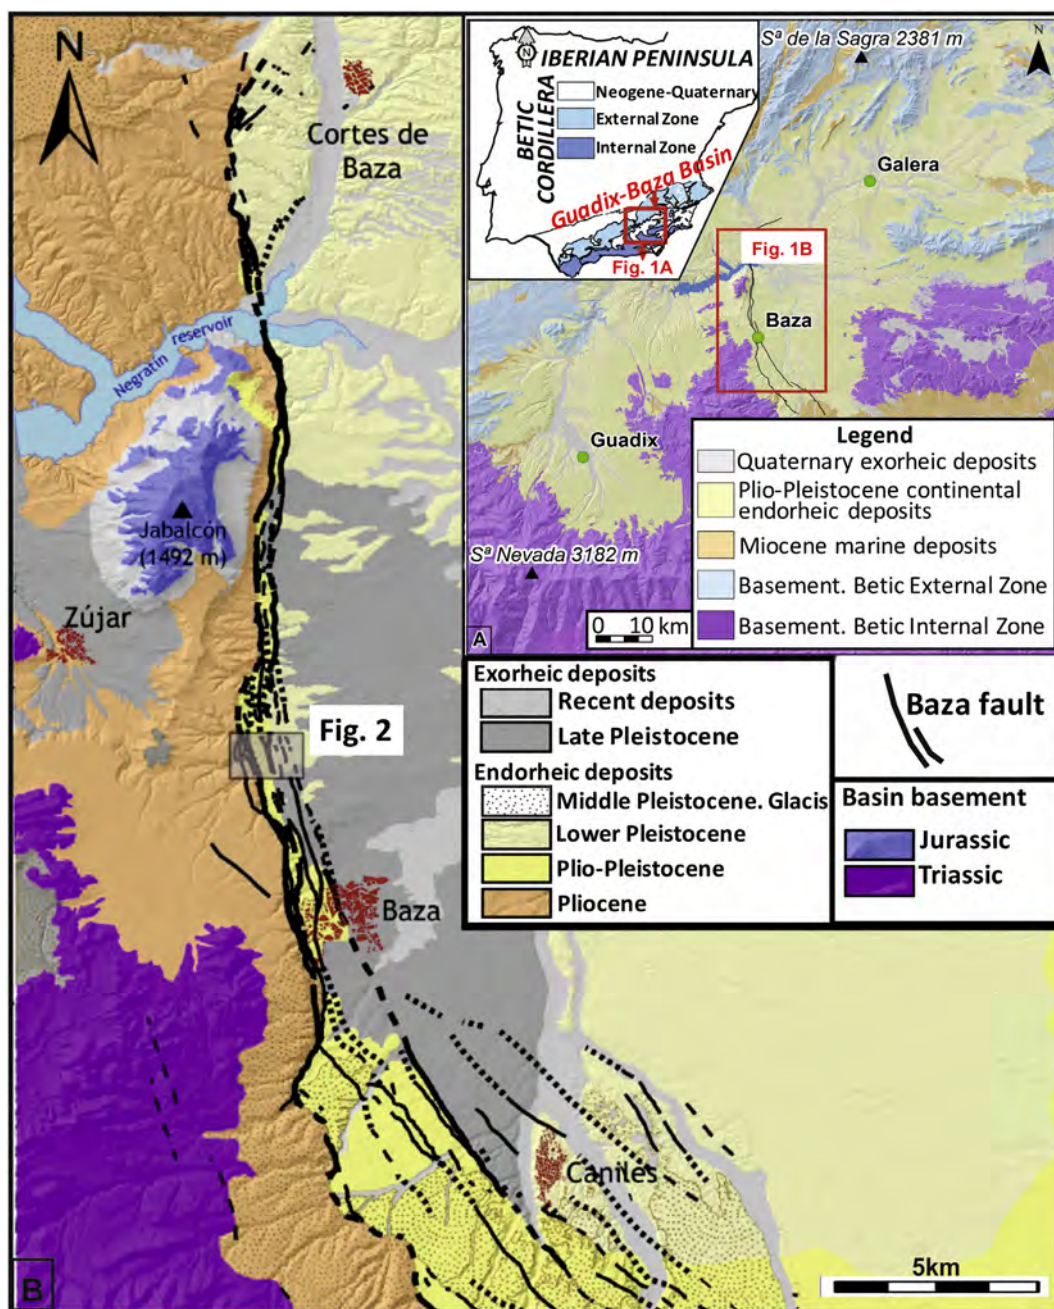 N
Cortes de
Baza
Negratin reservoir
Jabalcón
(1492 m)
Zújar
Fig. 2
Baza
Caniles
5km
B
N
IBERIAN PENINSULA
BETIC
CORDILLERA
Neogene-Quaternary
External Zone
Internal Zone
Guadix-Baza Basin
Fig. 1A
Sª de la Sagra 2381 m
N
Galera
Fig. 1B
Baza
Guadix
Sª Nevada 3182 m
0 10 km
A
Legend
Quaternary exorheic deposits
Plio-Pleistocene continental
endorheic deposits
Miocene marine deposits
Basement. Betic External Zone
Basement. Betic Internal Zone
Exorheic deposits
Recent deposits
Late Pleistocene
Endorheic deposits
Middle Pleistocene. Glacis
Lower Pleistocene
Plio-Pleistocene
Pliocene
Baza fault
Basin basement
Jurassic
Triassic